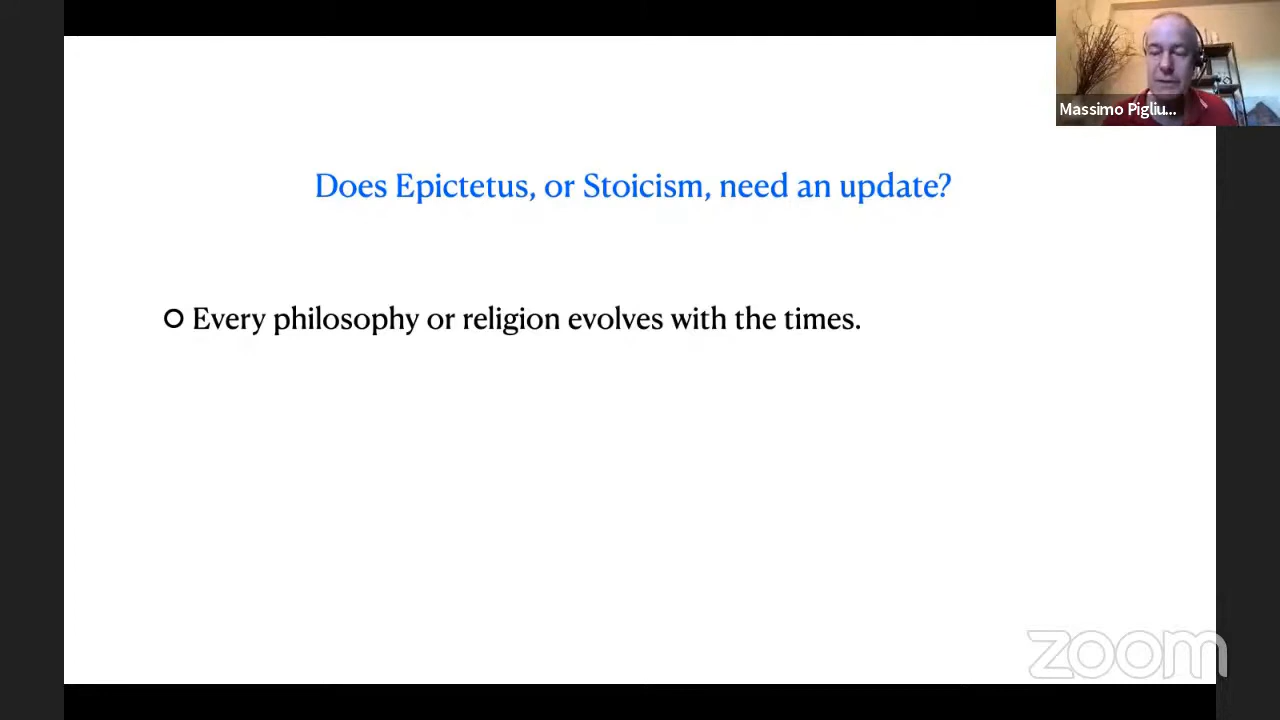 Massimo Pigliu...
Does Epictetus, or Stoicism, need an update?
Every philosophy or religion evolves with the times.
zoom